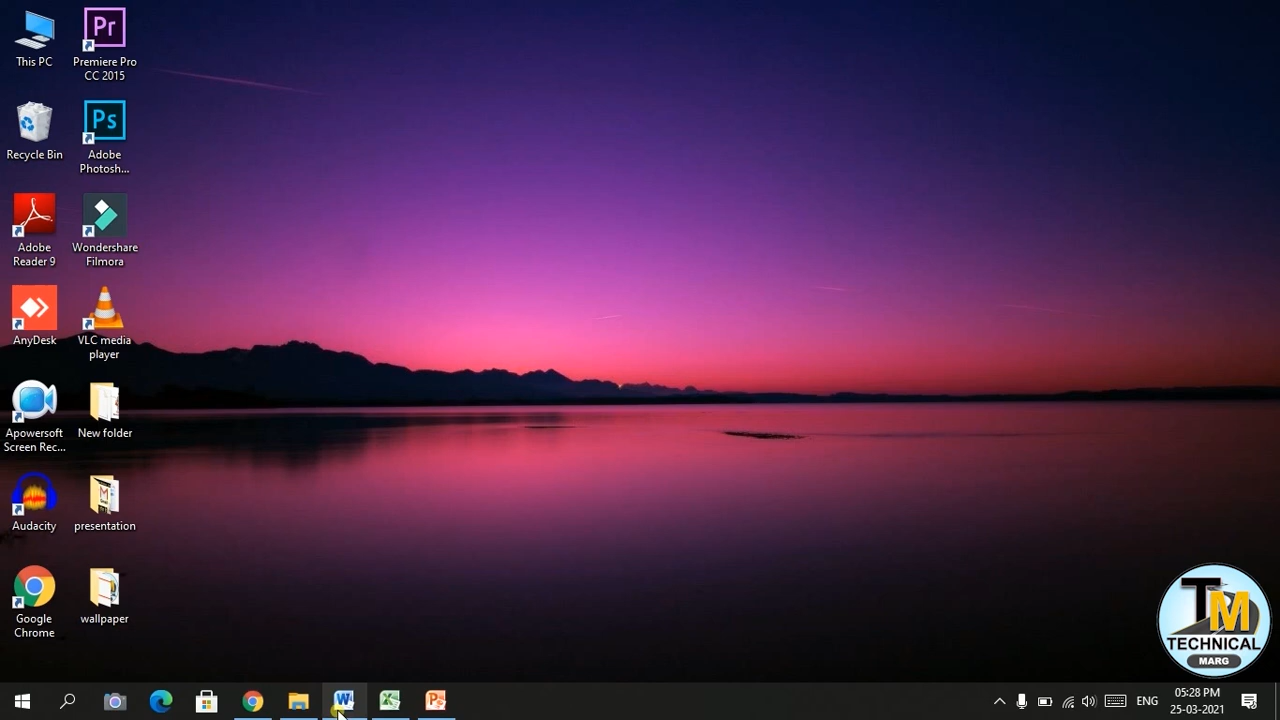 This PC
Premiere Pro
CC 2015
Pr
Recycle Bin
Adobe
Photosh...
Ps
Adobe
Reader 9
Wondershare
Filmora
AnyDesk
VLC media
player
Apowersoft
Screen Rec...
New folder
Audacity
presentation
M
Google
Chrome
wallpaper
TM
TECHNICAL
MARG
W
X
P
ENG
05:28 PM
25-03-2021